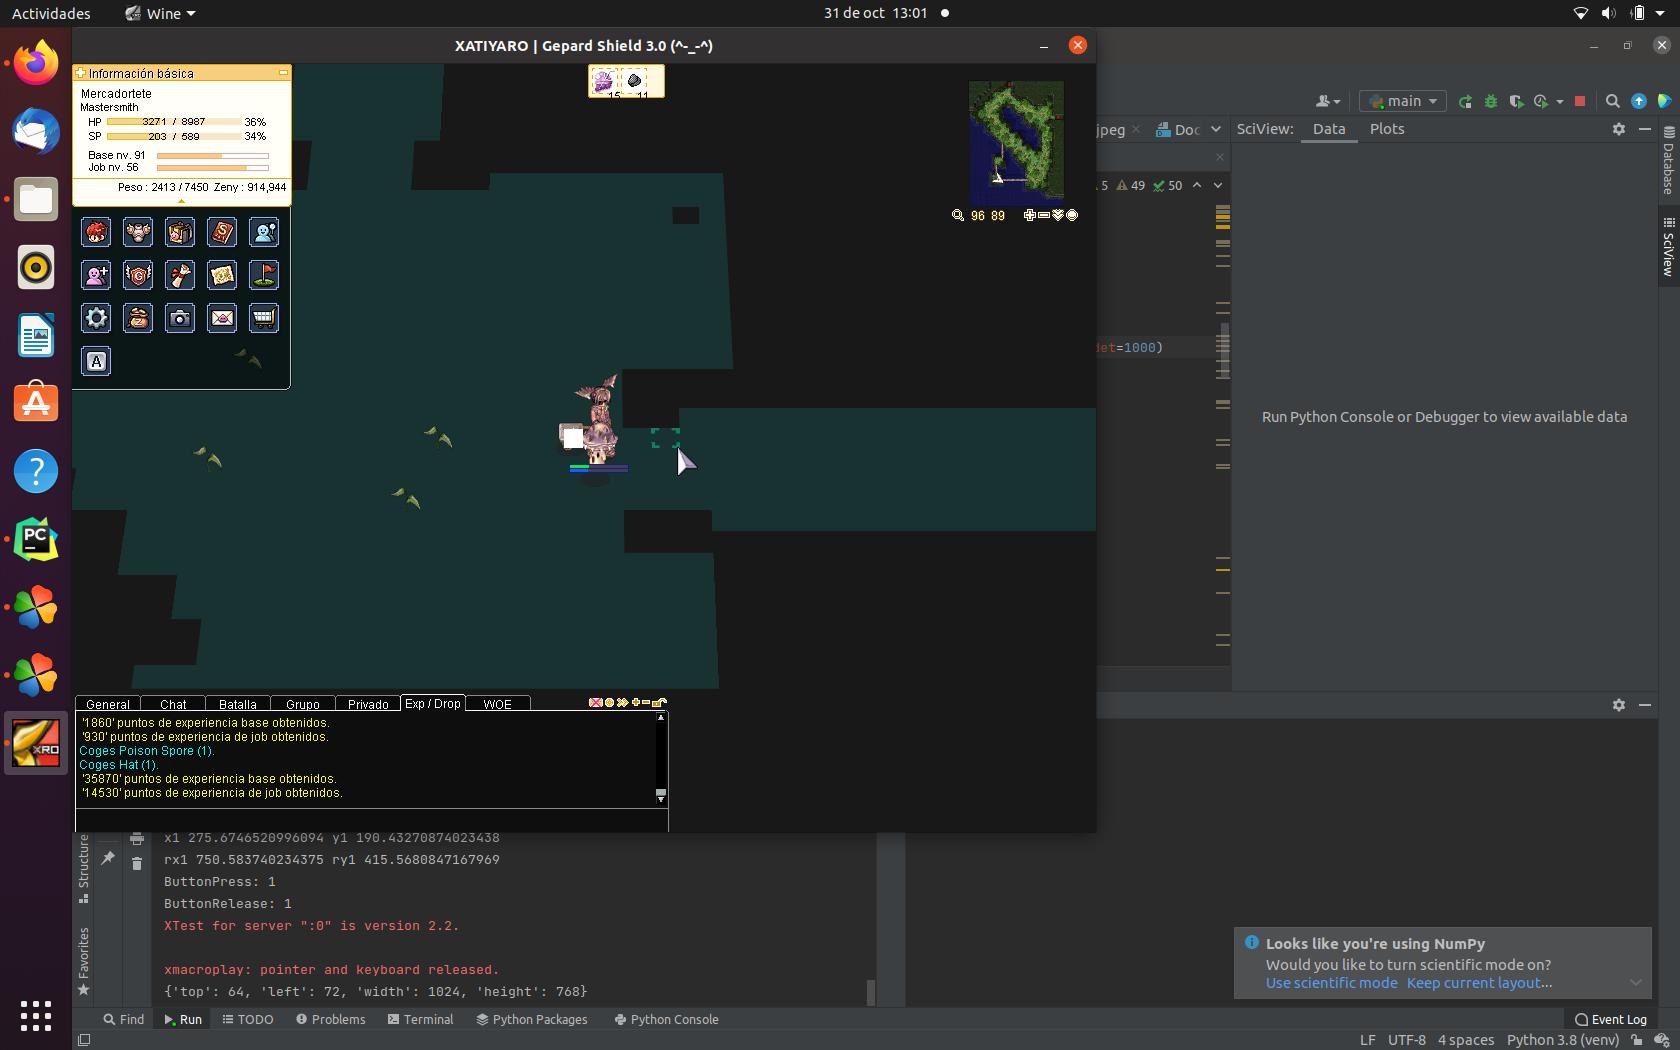 Actividades
Wine
31 de oct 13:01
XATIYARO | Gepard Shield 3.0 (^-_-^)
Información básica
Mercadortete
Mastersmith
HP 3271 / 8987 36%
SP 203 / 589 34%
Base nv. 91
Job nv. 56
Peso : 2413 / 7450 Zeny : 914,944
A
15 11
96 89
main
jpeg
Doc
SciView:
Data
Plots
5 49 50
Database
SciView
=1000)
Run Python Console or Debugger to view available data
General
Chat
Batalla
Grupo
Privado
Exp / Drop
WOE
'1860' puntos de experiencia base obtenidos.
'930' puntos de experiencia de job obtenidos.
Coges Poison Spore (1).
Coges Hat (1).
'35870' puntos de experiencia base obtenidos.
'14530' puntos de experiencia de job obtenidos.
XRO
PC
Structure
Favorites
x1 275.6746520996094 y1 190.43270874023438
rx1 750.583740234375 ry1 415.5680847167969
ButtonPress: 1
ButtonRelease: 1
XTest for server ":0" is version 2.2.
xmacroplay: pointer and keyboard released.
{'top': 64, 'left': 72, 'width': 1024, 'height': 768}
Looks like you're using NumPy
Would you like to turn scientific mode on?
Use scientific mode Keep current layout...
Find
Run
TODO
Problems
Terminal
Python Packages
Python Console
Event Log
LF UTF-8 4 spaces Python 3.8 (venv)